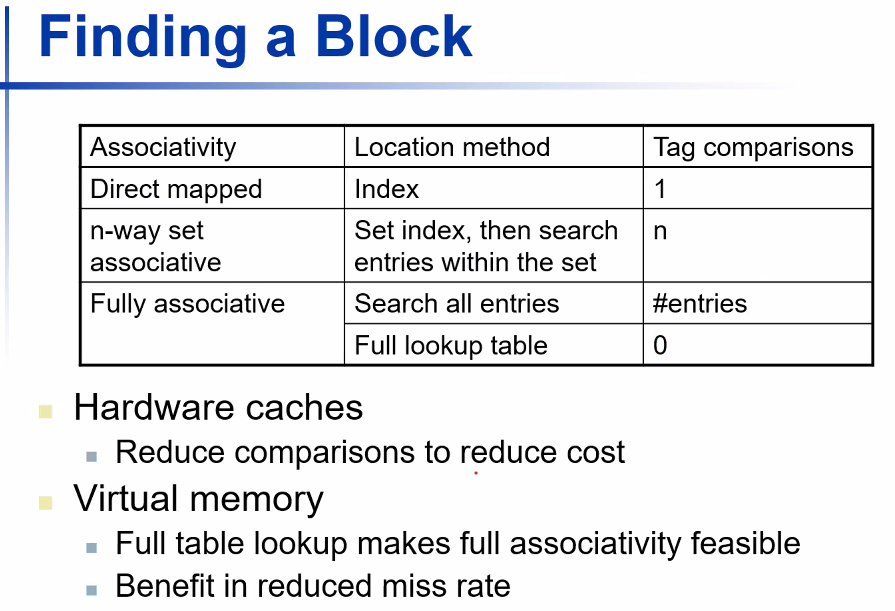 Finding a Block
Associativity Location method Tag comparisons
Direct mapped Index 1
n-way set associative Set index, then search entries within the set n
Fully associative Search all entries #entries
Full lookup table 0
Hardware caches
Reduce comparisons to reduce cost
Virtual memory
Full table lookup makes full associativity feasible
Benefit in reduced miss rate